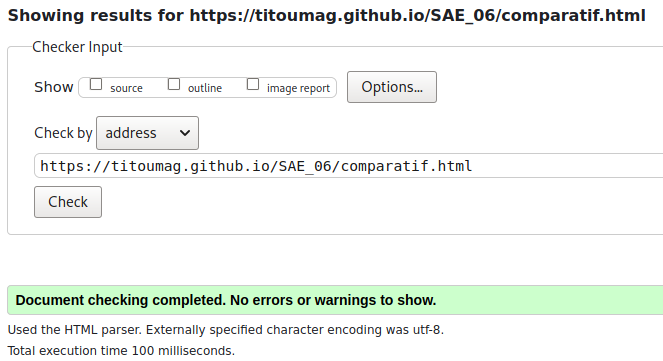 Showing results for https://titoumag.github.io/SAE_06/comparatif.html
Checker Input
Show source outline image report Options...
Check by address
https://titoumag.github.io/SAE_06/comparatif.html
Check
Document checking completed. No errors or warnings to show.
Used the HTML parser. Externally specified character encoding was utf-8.
Total execution time 100 milliseconds.